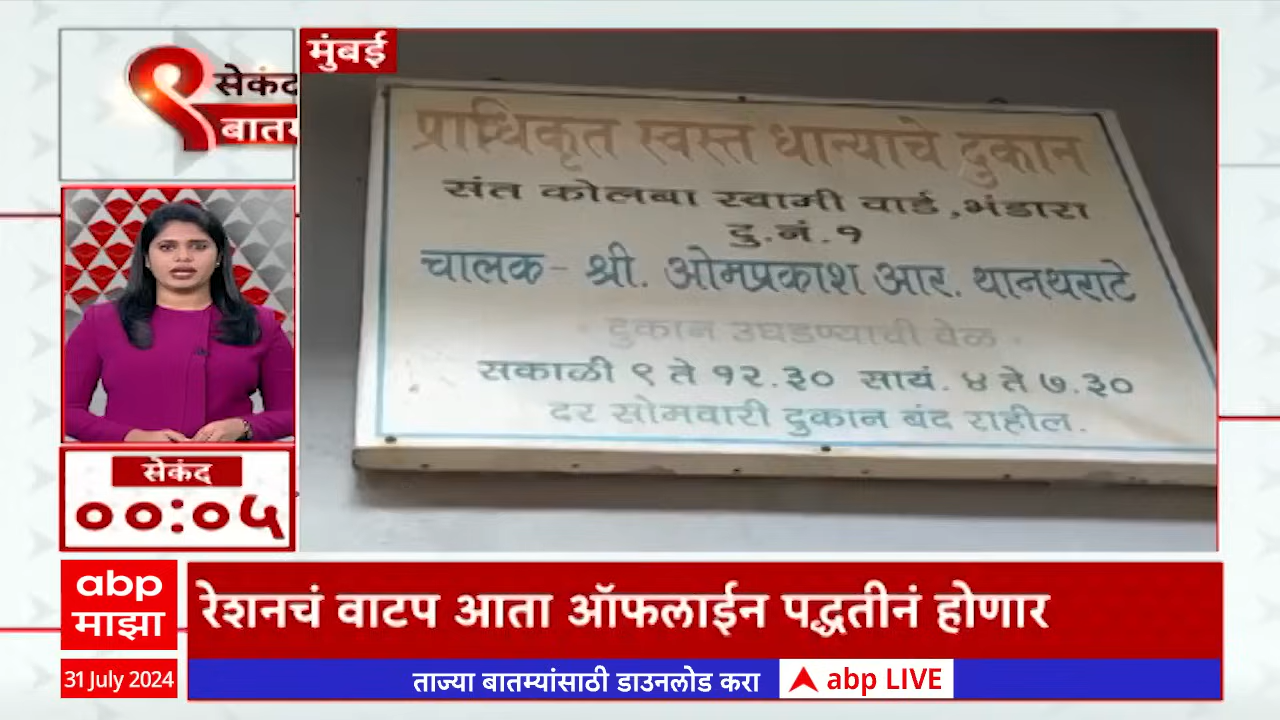 ९ सेकंद
मुंबई
प्राधिकृत स्वस्त धान्याचे दुकान
संत कोलबा स्वामी वार्ड, भंडारा
दु.नं.१
चालक- श्री. ओमप्रकाश आर. थानथराटे
दुकान उघडण्याची वेळ
सकाळी ९ ते १२.३० सायं. ४ ते ७.३०
दर सोमवारी दुकान बंद राहील.
सेकंद
००:०५
abp
माझा
रेशनचं वाटप आता ऑफलाईन पद्धतीनं होणार
31 July 2024
ताज्या बातम्यांसाठी डाउनलोड करा abp LIVE